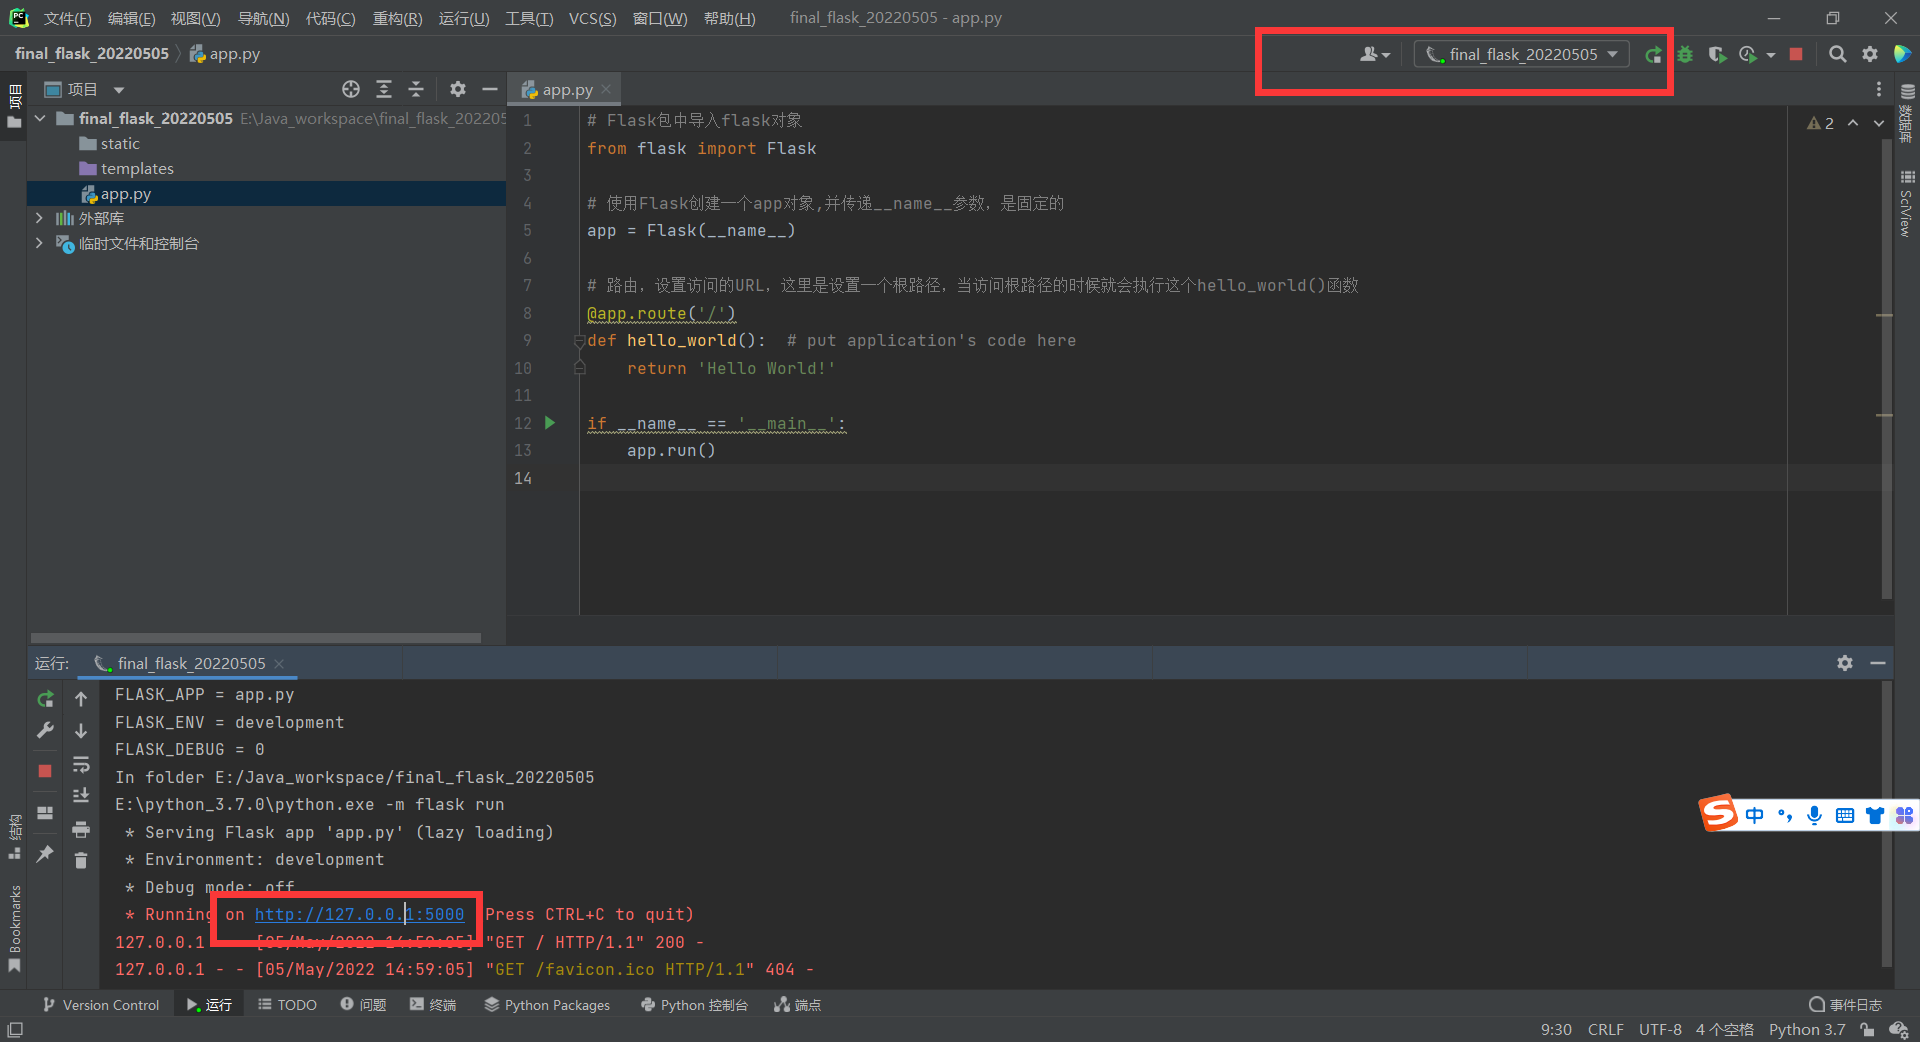 文件(F) 编辑(E) 视图(V) 导航(N) 代码(C) 重构(R) 运行(U) 工具(T) VCS(S) 窗口(W) 帮助(H) final_flask_20220505 - app.py
final_flask_20220505 app.py final_flask_20220505
项目 项目 app.py
final_flask_20220505 E:\Java_workspace\final_flask_20220505
static
templates
app.py
外部库
临时文件和控制台
1 # Flask包中导入flask对象
2 from flask import Flask
3
4 # 使用Flask创建一个app对象,并传递__name__参数，是固定的
5 app = Flask(__name__)
6
7 # 路由，设置访问的URL，这里是设置一个根路径，当访问根路径的时候就会执行这个hello_world()函数
8 @app.route('/')
9 def hello_world():  # put application's code here
10     return 'Hello World!'
11
12 if __name__ == '__main__':
13     app.run()
14
2
数据库
SciView
运行: final_flask_20220505
FLASK_APP = app.py
FLASK_ENV = development
FLASK_DEBUG = 0
In folder E:/Java_workspace/final_flask_20220505
E:\python_3.7.0\python.exe -m flask run
* Serving Flask app 'app.py' (lazy loading)
* Environment: development
* Debug mode: off
* Running on http://127.0.0.1:5000 Press CTRL+C to quit)
127.0.0.1 [05/May/2022 14:59:05] "GET / HTTP/1.1" 200 -
127.0.0.1 - - [05/May/2022 14:59:05] "GET /favicon.ico HTTP/1.1" 404 -
结构
Bookmarks
中
Version Control 运行 TODO 问题 终端 Python Packages Python 控制台 端点 事件日志
9:30 CRLF UTF-8 4 个空格 Python 3.7